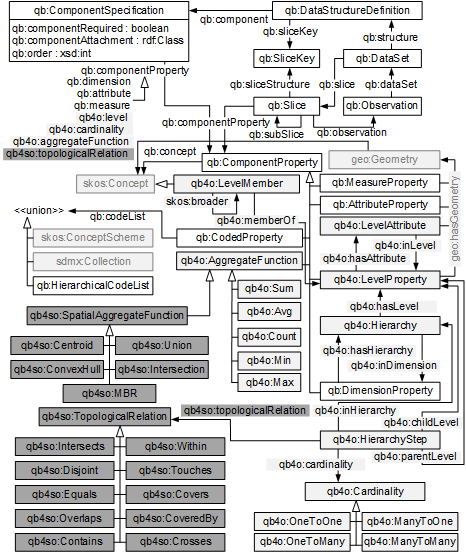 qb:ComponentSpecification
qb:componentRequired : boolean
qb:componentAttachment : rdf:Class
qb:order : xsd:int
qb:component
qb:DataStructureDefinition
qb:sliceKey
qb:structure
qb:SliceKey
qb:DataSet
qb:sliceStructure
qb:slice
qb:dataSet
qb:Slice
qb:Observation
qb:subSlice
qb:observation
qb:componentProperty
qb:dimension
qb:attribute
qb:measure
qb4o:level
qb4o:cardinality
qb4o:aggregateFunction
qb4so:topologicalRelation
qb:componentProperty
qb:concept
qb:ComponentProperty
geo:Geometry
skos:Concept
qb4o:LevelMember
qb:MeasureProperty
skos:broader
qb:AttributeProperty
<<union>>
qb:codeList
qb4o:memberOf
qb4o:LevelAttribute
geo:hasGeometry
skos:ConceptScheme
qb:CodedProperty
qb4o:inLevel
sdmx:Collection
qb4o:AggregateFunction
qb4o:hasAttribute
qb:HierarchicalCodeList
qb4o:LevelProperty
qb4o:Sum
qb4o:Avg
qb4o:Count
qb4o:Min
qb4o:Max
qb4o:hasLevel
qb4so:SpatialAggregateFunction
qb4o:Hierarchy
qb4so:Centroid
qb4so:Union
qb4o:hasHierarchy
qb4so:ConvexHull
qb4so:Intersection
qb4o:inDimension
qb4so:MBR
qb:DimensionProperty
qb4so:TopologicalRelation
qb4so:topologicalRelation
qb4o:inHierarchy
qb4o:childLevel
qb4o:HierarchyStep
qb4o:parentLevel
qb4so:Intersects
qb4so:Within
qb4so:Disjoint
qb4so:Touches
qb4so:Equals
qb4so:Covers
qb4so:Overlaps
qb4so:CoveredBy
qb4so:Contains
qb4so:Crosses
qb4o:cardinality
qb4o:Cardinality
qb4o:OneToOne
qb4o:ManyToOne
qb4o:OneToMany
qb4o:ManyToMany